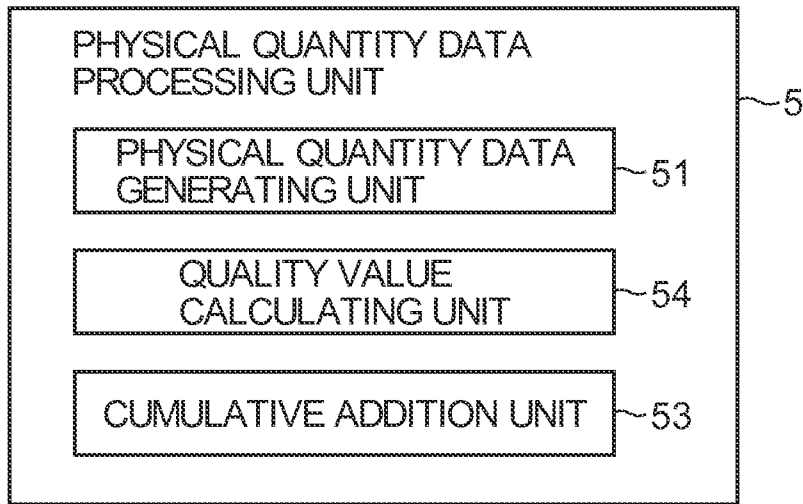 PHYSICAL QUANTITY DATA
PROCESSING UNIT
5
PHYSICAL QUANTITY DATA
GENERATING UNIT
51
QUALITY VALUE
CALCULATING UNIT
54
CUMULATIVE ADDITION UNIT
53